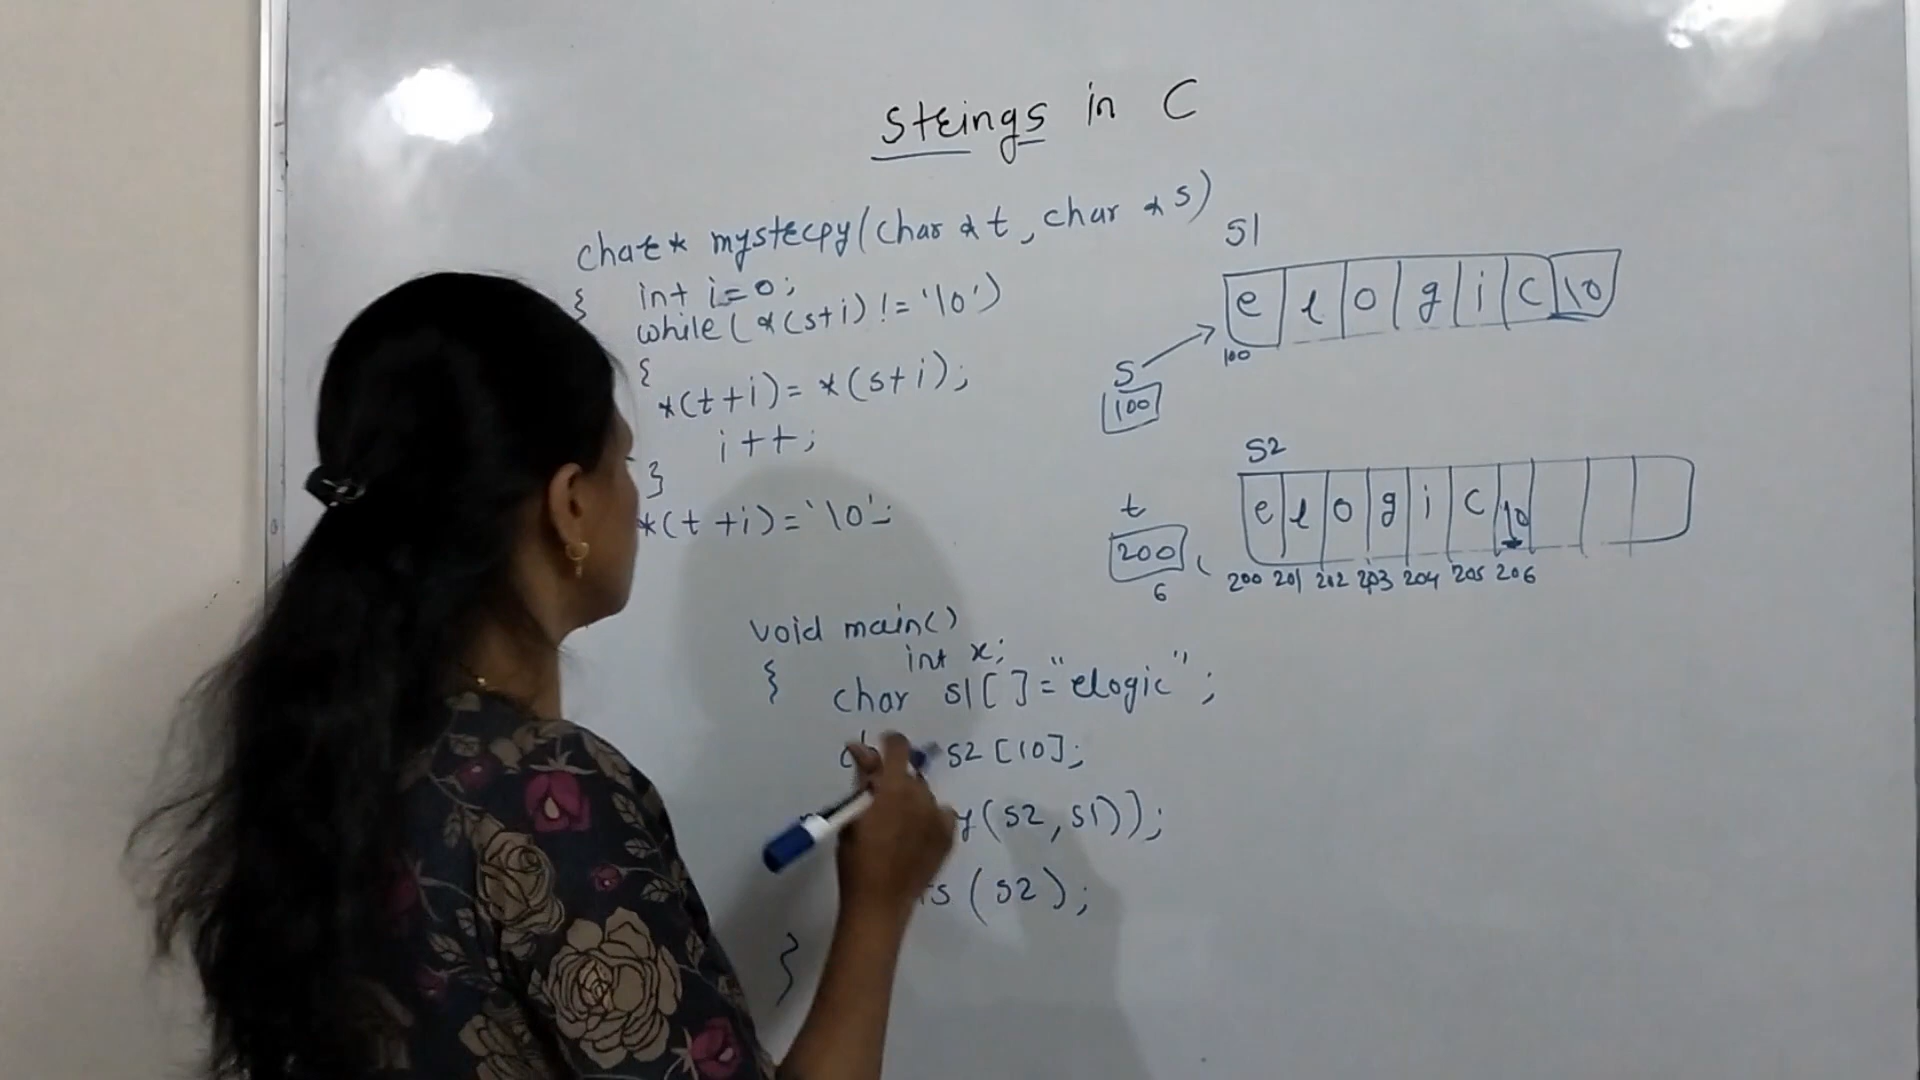 Strings in C
char* mystrcpy(char *t, char *s)
{ int i=0;
while(*(s+i) != '\0')
{
*(t+i)= *(s+i);
i++;
}
*(t+i)='\0';
void main()
{ int x;
char s1[]="elogic";
s2[10];
y(s2,s1));
ts(s2);
}
s1
e l o g i c \0
100
s
100
s2
e l o g i c \0
200 201 202 203 204 205 206
t
200
6